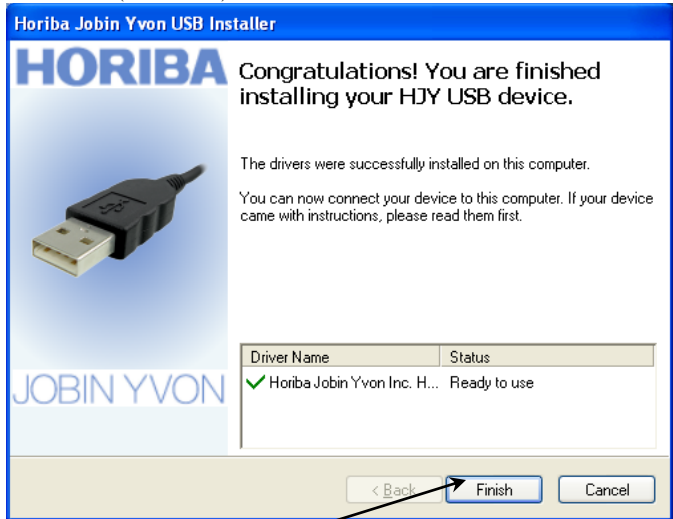 Horiba Jobin Yvon USB Installer
HORIBA
Congratulations! You are finished
installing your HJY USB device.
The drivers were successfully installed on this computer.
You can now connect your device to this computer. If your device
came with instructions, please read them first.
Driver Name Status
Horiba Jobin Yvon Inc. H... Ready to use
JOBIN YVON
< Back Finish Cancel